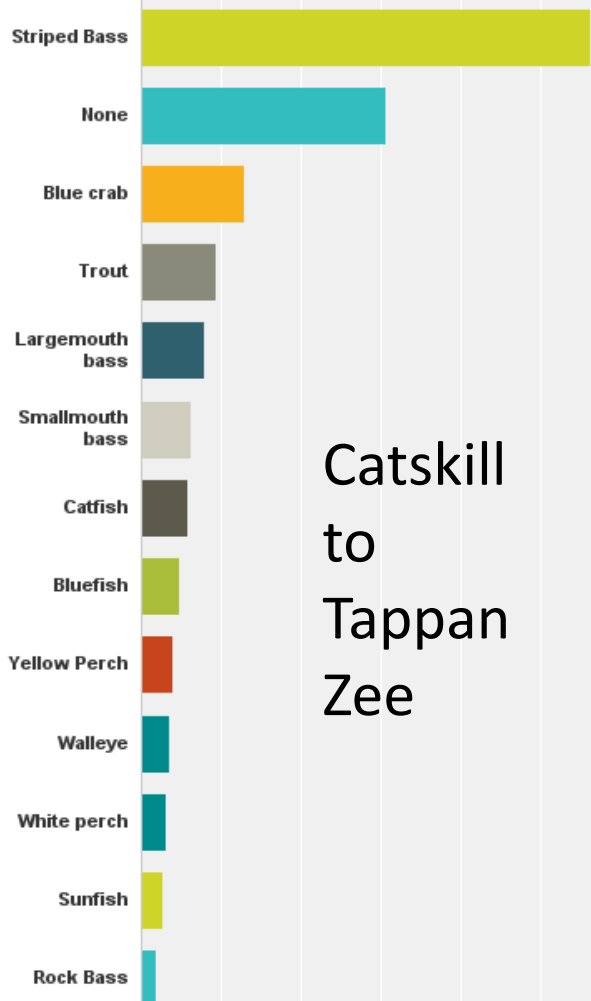 Striped Bass
None
Blue crab
Trout
Largemouth
bass
Smallmouth
bass
Catfish
Bluefish
Yellow Perch
Walleye
White perch
Sunfish
Rock Bass
Catskill
to
Tappan
Zee